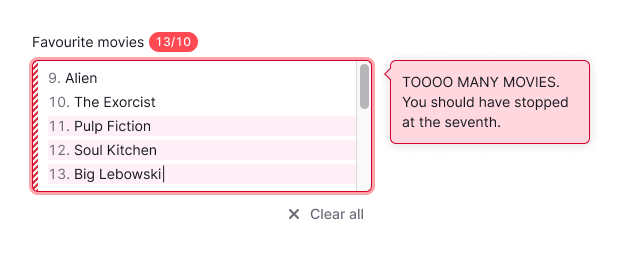 Favourite movies 13/10
9. Alien
10. The Exorcist
11. Pulp Fiction
12. Soul Kitchen
13. Big Lebowski
TOOOO MANY MOVIES.
You should have stopped
at the seventh.
Clear all